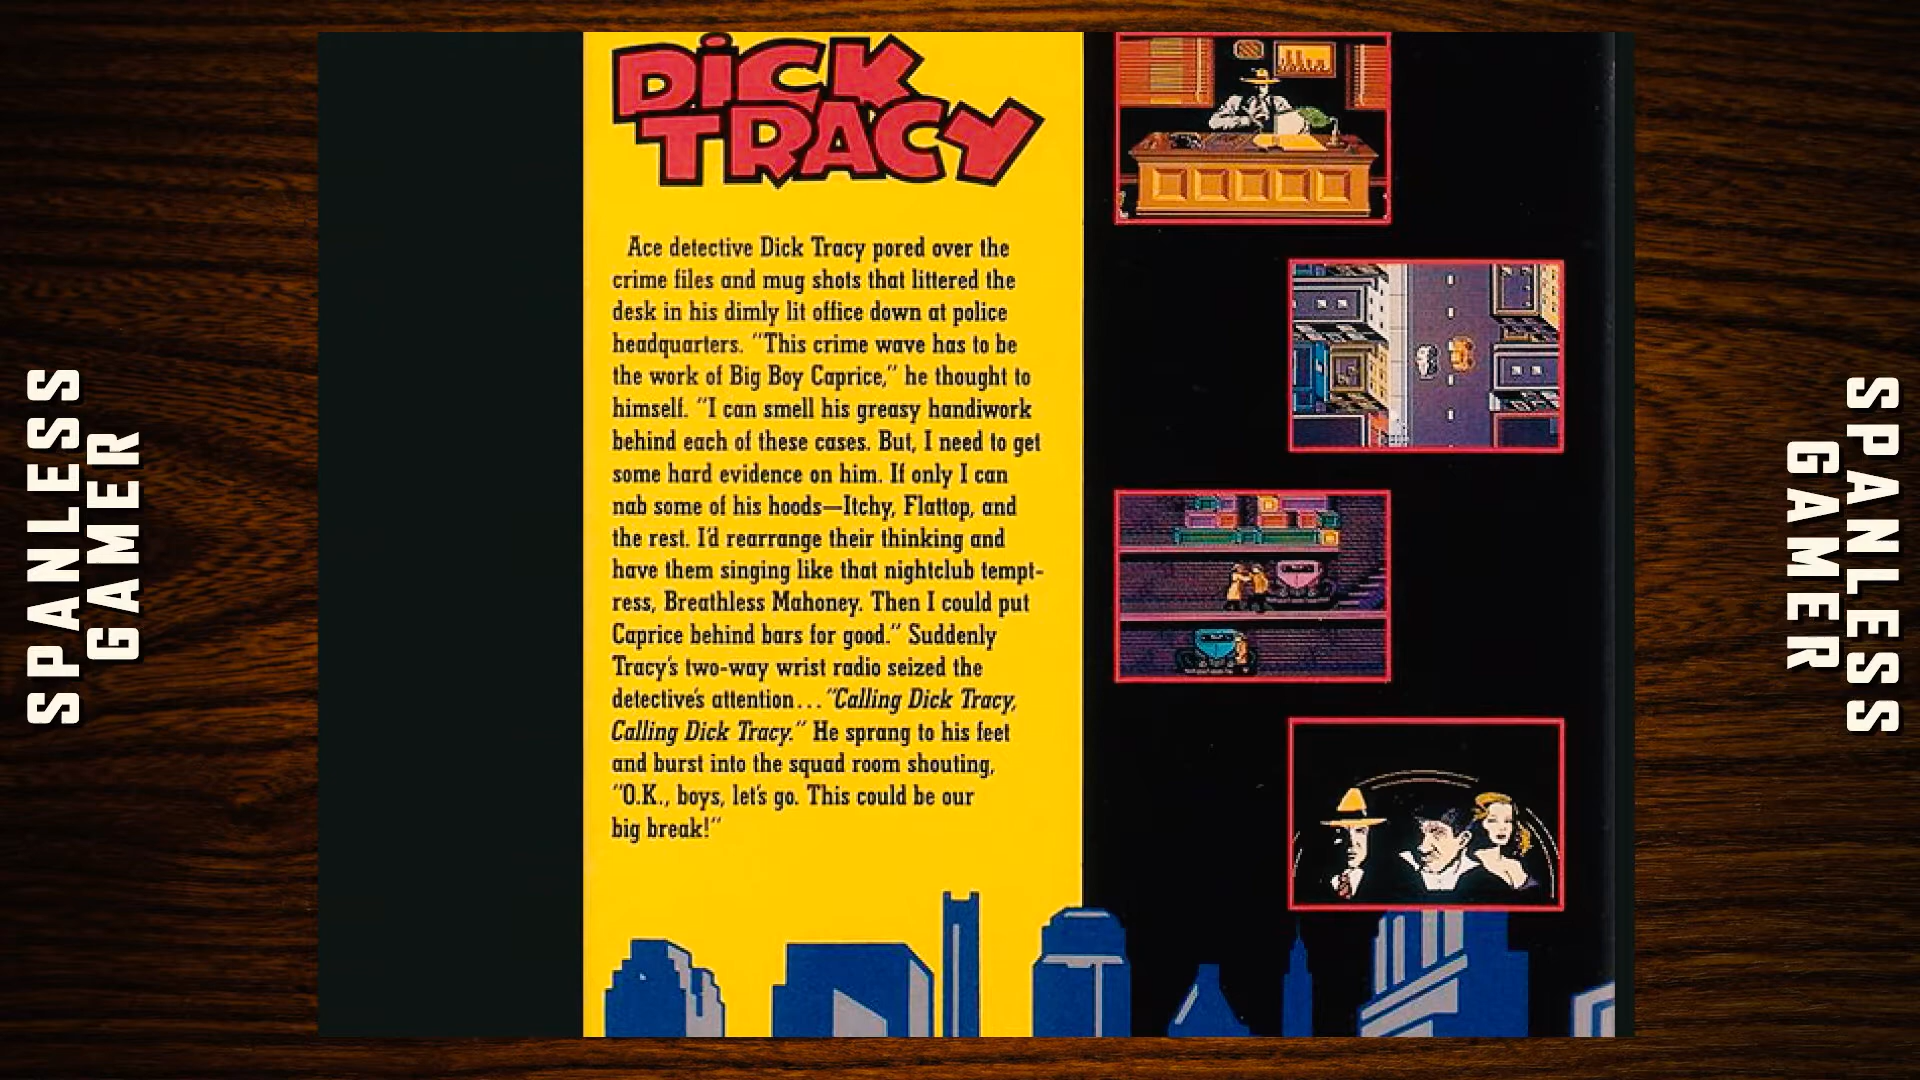 SPANLESS
GAMER
DICK
TRACY
Ace detective Dick Tracy pored over the
crime files and mug shots that littered the
desk in his dimly lit office down at police
headquarters. “This crime wave has to be
the work of Big Boy Caprice,” he thought to
himself. “I can smell his greasy handiwork
behind each of these cases. But, I need to get
some hard evidence on him. If only I can
nab some of his hoods—Itchy, Flattop, and
the rest. I'd rearrange their thinking and
have them singing like that nightclub tempt-
ress, Breathless Mahoney. Then I could put
Caprice behind bars for good.” Suddenly
Tracy's two-way wrist radio seized the
detective's attention... “Calling Dick Tracy,
Calling Dick Tracy.” He sprang to his feet
and burst into the squad room shouting,
“O.K., boys, let's go. This could be our
big break!”
SPANLESS
GAMER